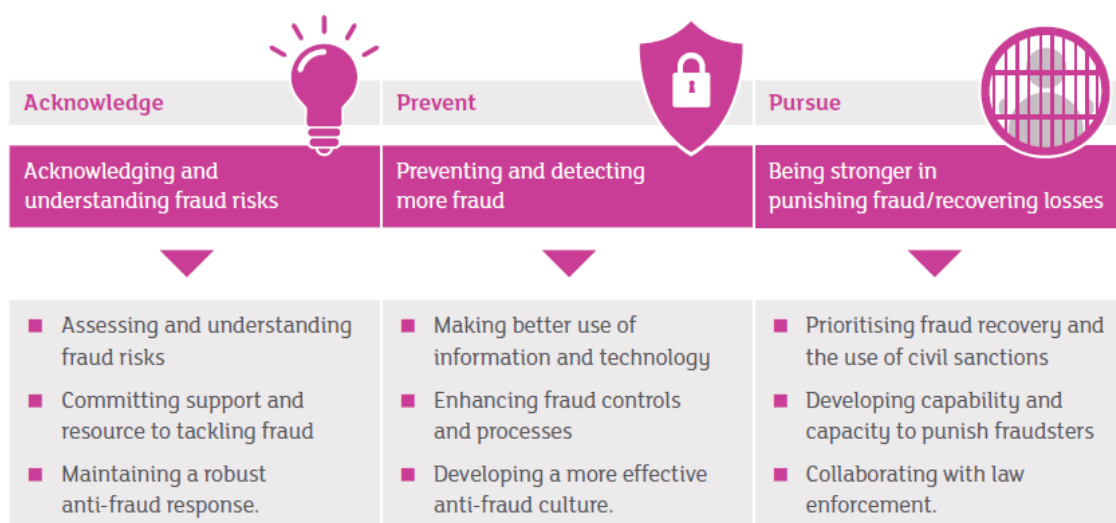 Acknowledge
Prevent
Pursue
Acknowledging and
understanding fraud risks
Preventing and detecting
more fraud
Being stronger in
punishing fraud/recovering losses
Assessing and understanding
fraud risks
Committing support and
resource to tackling fraud
Maintaining a robust
anti-fraud response.
Making better use of
information and technology
Enhancing fraud controls
and processes
Developing a more effective
anti-fraud culture.
Prioritising fraud recovery and
the use of civil sanctions
Developing capability and
capacity to punish fraudsters
Collaborating with law
enforcement.